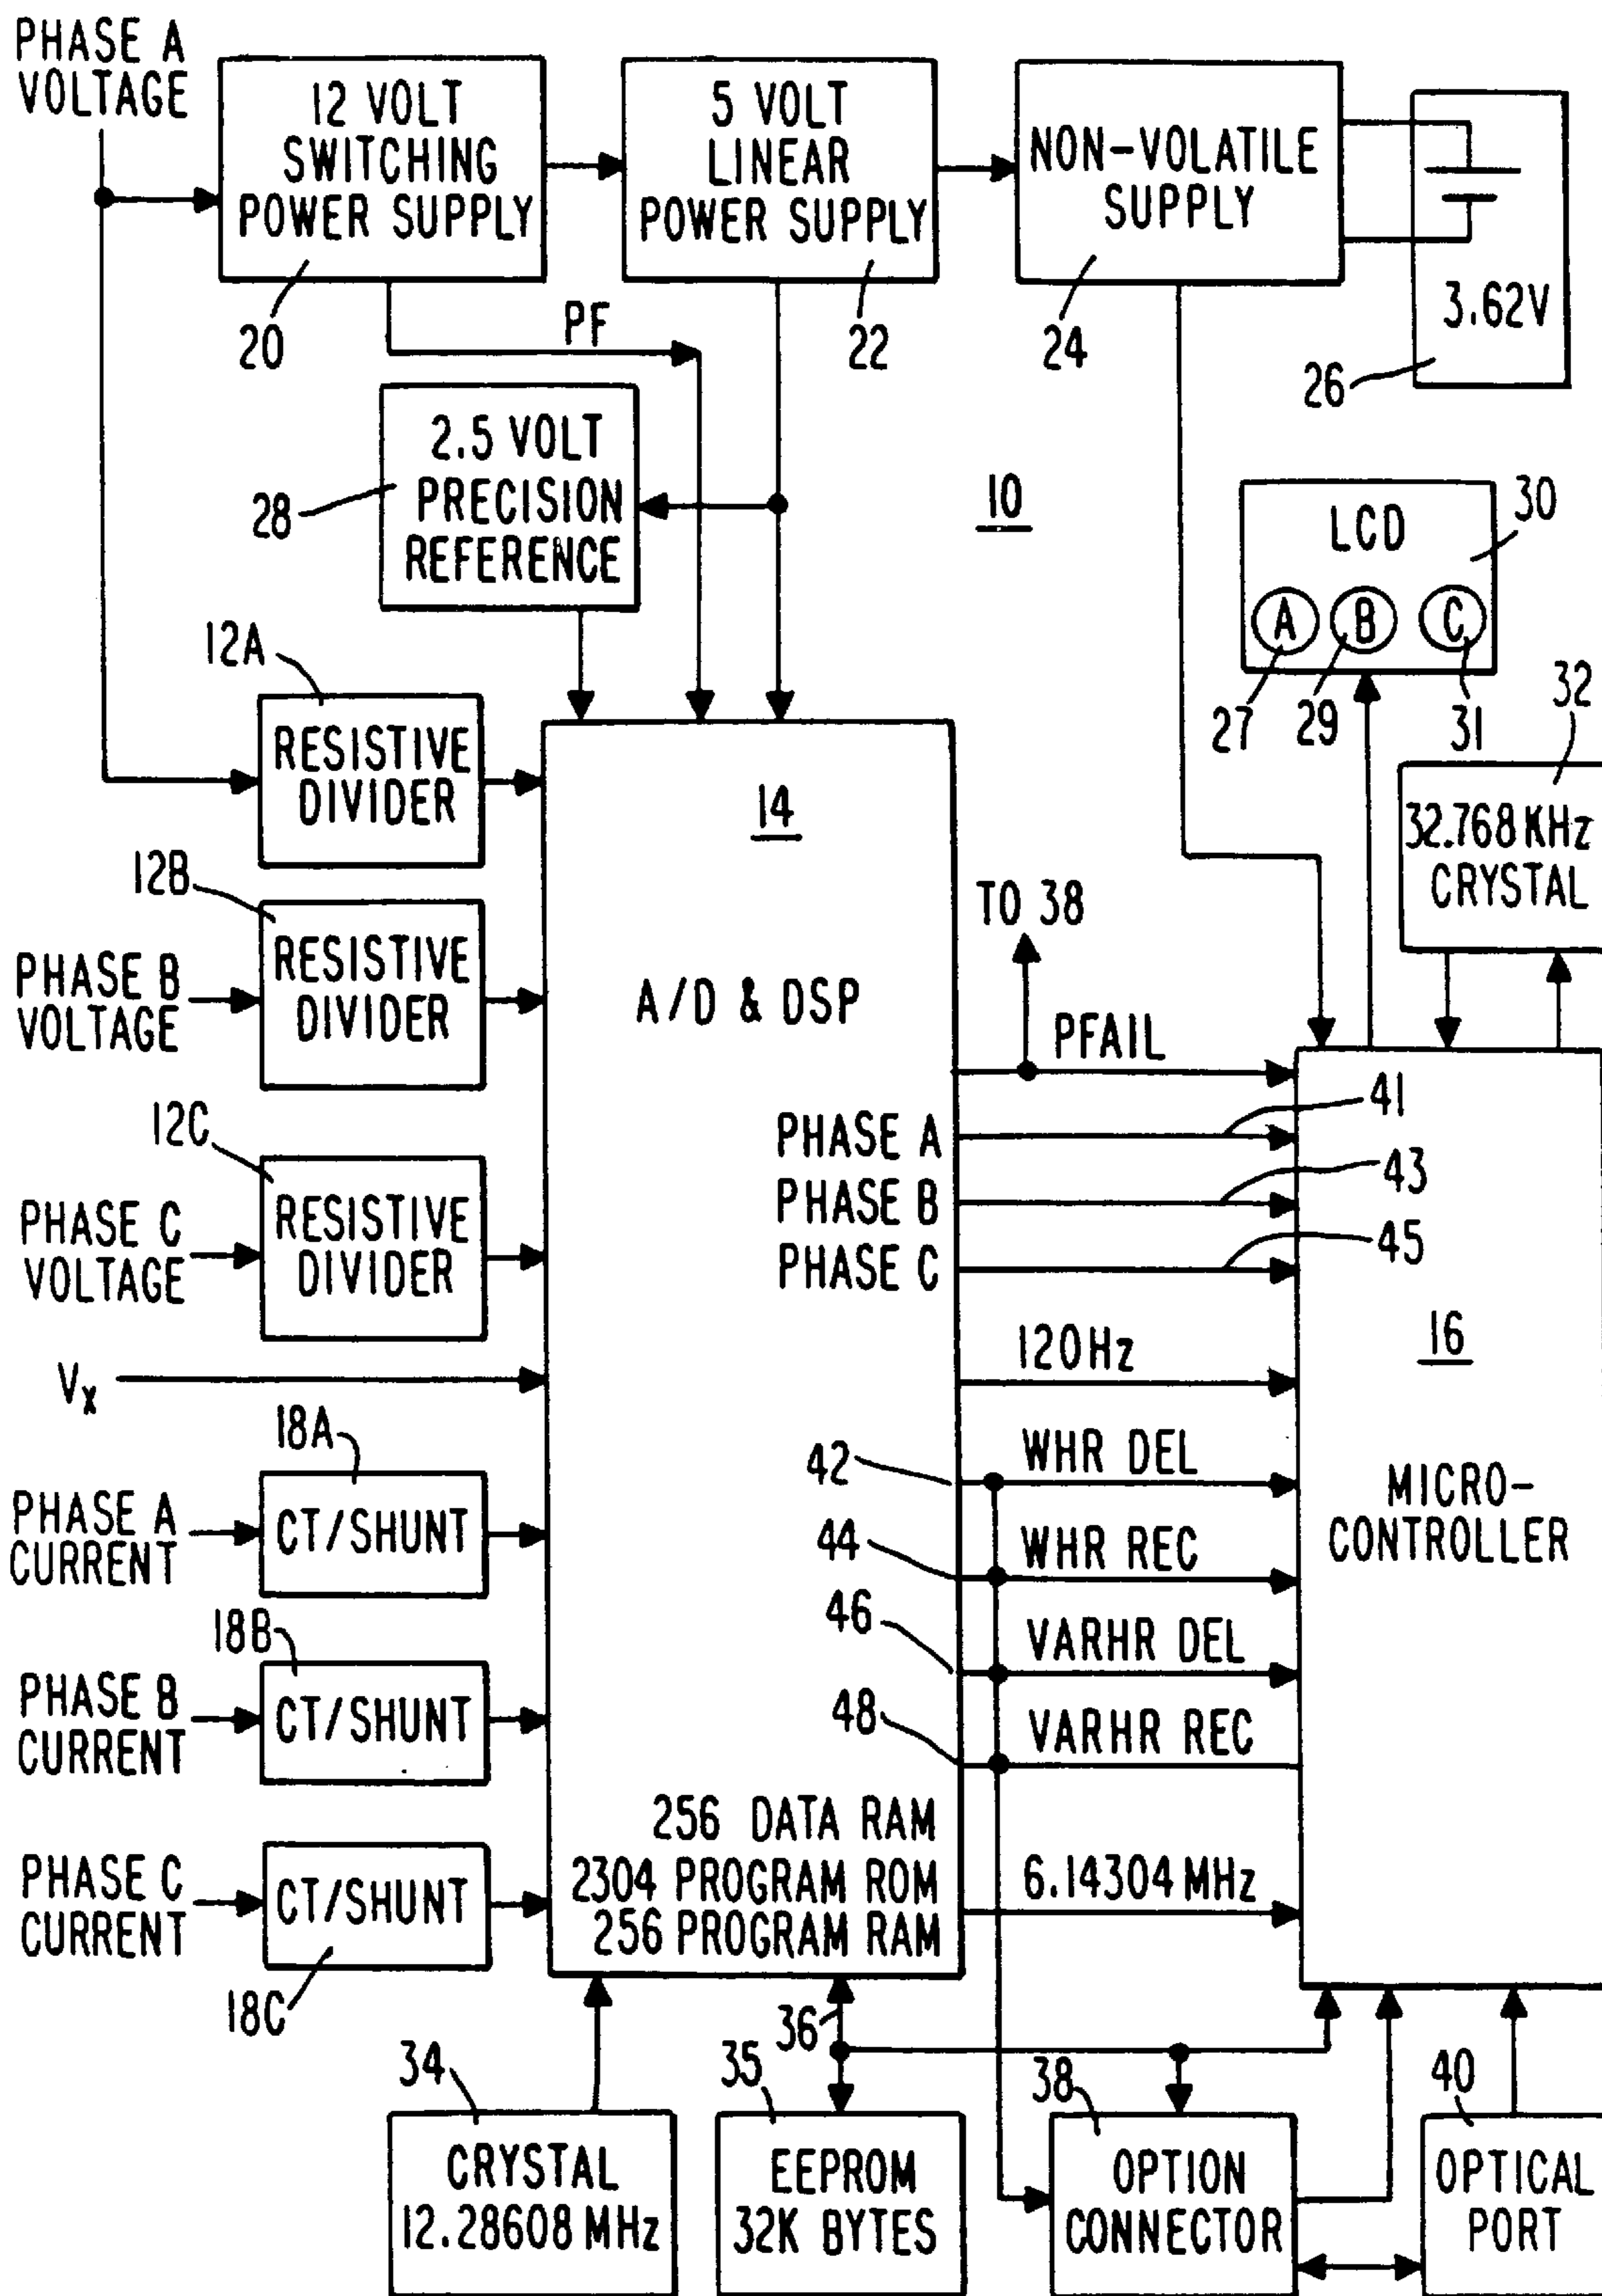 PHASE A
VOLTAGE
12 VOLT
SWITCHING
POWER SUPPLY
20
5 VOLT
LINEAR
POWER SUPPLY
22
NON-VOLATILE
SUPPLY
24
3.62V
26
PF
2.5 VOLT
PRECISION
REFERENCE
28
10
LCD
A B C
30
27
29
31
32
32.768 KHz
CRYSTAL
12A
RESISTIVE
DIVIDER
12B
PHASE B
VOLTAGE
RESISTIVE
DIVIDER
12C
PHASE C
VOLTAGE
RESISTIVE
DIVIDER
Vx
18A
PHASE A
CURRENT
CT/SHUNT
18B
PHASE B
CURRENT
CT/SHUNT
PHASE C
CURRENT
CT/SHUNT
18C
14
A/D & DSP
PHASE A
PHASE B
PHASE C
256 DATA RAM
2304 PROGRAM ROM
256 PROGRAM RAM
TO 38
PFAIL
41
43
45
120Hz
42
WHR DEL
44
WHR REC
46
VARHR DEL
48
VARHR REC
6.14304 MHz
16
MICRO-
CONTROLLER
34
CRYSTAL
12.28608 MHz
36
35
EEPROM
32K BYTES
38
OPTION
CONNECTOR
40
OPTICAL
PORT